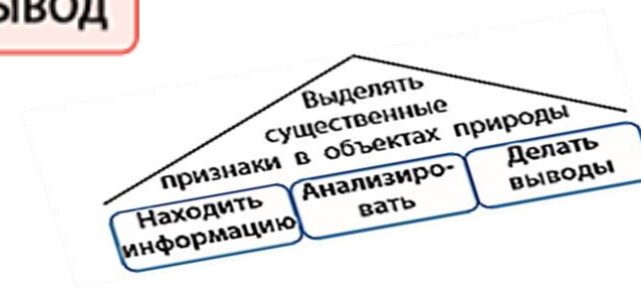 ЫВОД
Выделять
существенные
признаки в объектах природы
Находить
информацию
Анализиро-
вать
Делать
выводы